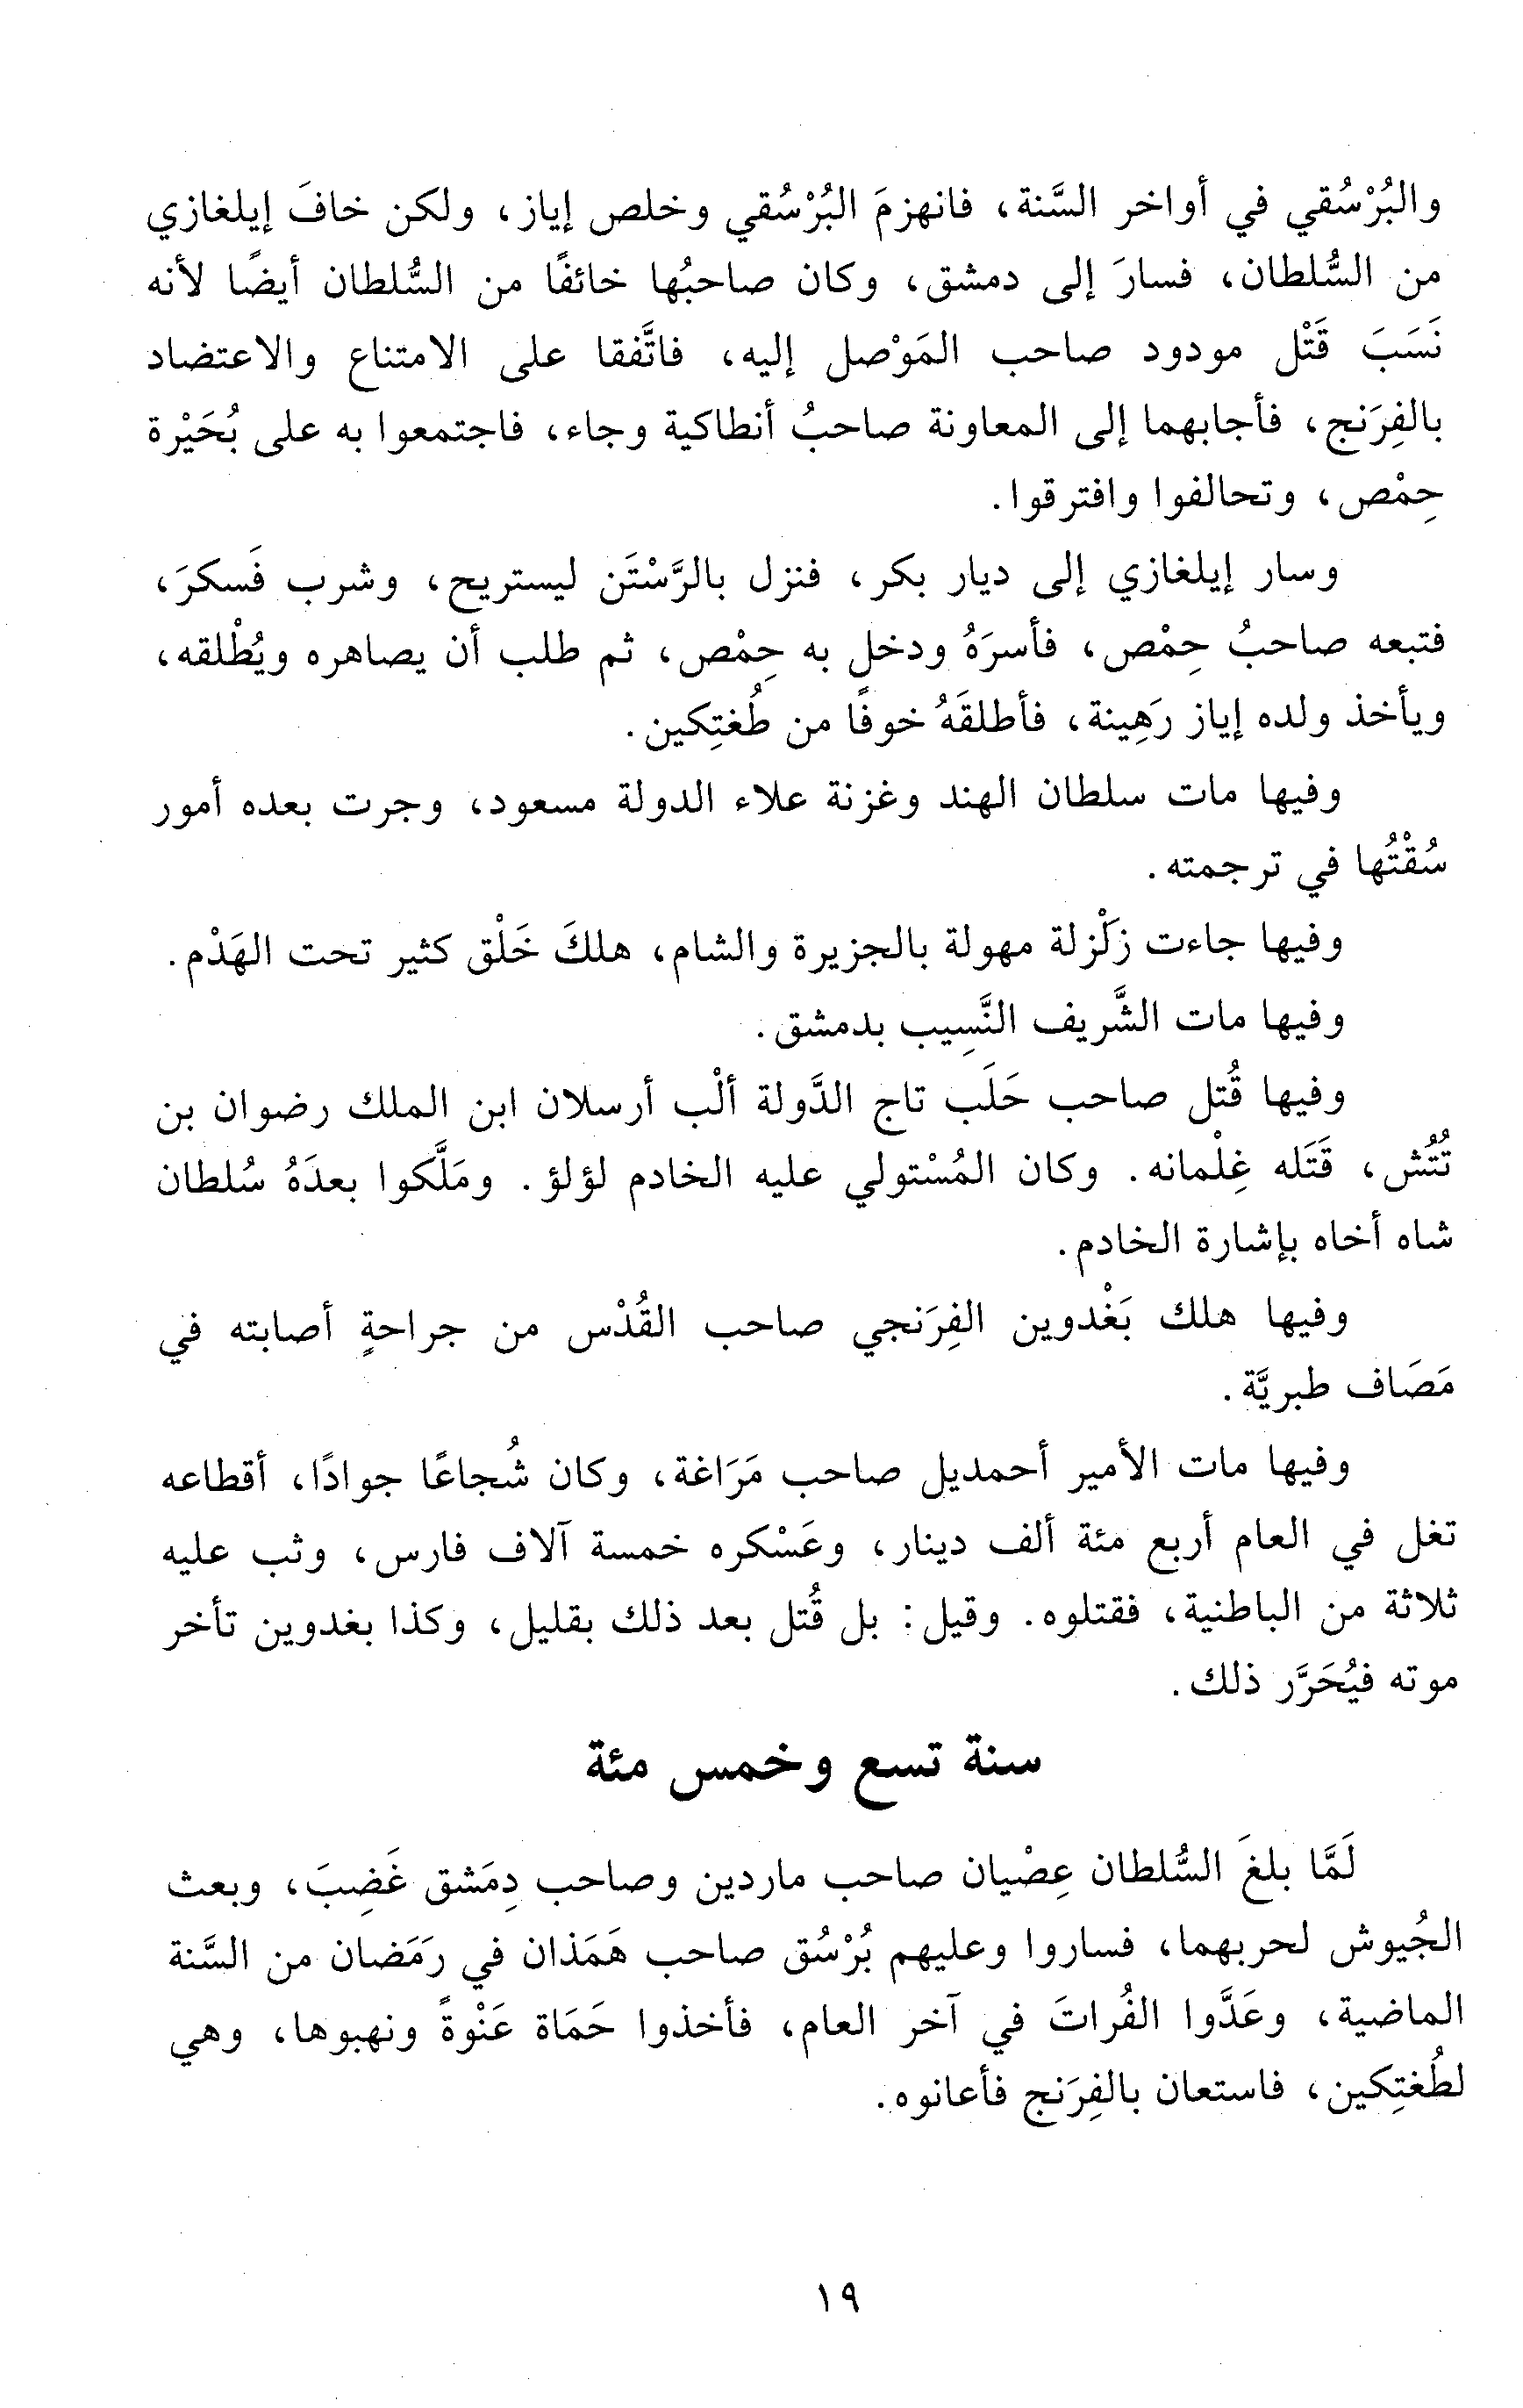 والبُرْسُقي في أواخر السَّنة، فانهزمَ البُرْسُقي وخلص إياز، ولكن خافَ إيلغازي
من السُّلطان، فسارَ إلى دمشق، وكان صاحبُها خائفًا من السُّلطان أيضًا لأنه
نَسَبَ قَتْل مودود صاحب المَوْصل إليه، فاتَّفقا على الامتناع والاعتضاد
بالفِرَنج، فأجابهما إلى المعاونة صاحبُ أنطاكية وجاء، فاجتمعوا به على بُحَيْرة
حِمْص، وتحالفوا وافترقوا.
وسار إيلغازي إلى ديار بكر، فنزل بالرَّسْتَن ليستريح، وشرب فَسكرَ،
فتبعه صاحبُ حِمْص، فأسرَهُ ودخل به حِمْص، ثم طلب أن يصاهره ويُطْلقه،
ويأخذ ولده إياز رَهِينة، فأطلقَهُ خوفًا من طُغتِكين.
وفيها مات سلطان الهند وغزنة علاء الدولة مسعود، وجرت بعده أمور
سُقْتُها في ترجمته.
وفيها جاءت زَلْزلة مهولة بالجزيرة والشام، هلكَ خَلْق كثير تحت الهَدْم.
وفيها مات الشَّريف النَّسِيب بدمشق.
وفيها قُتل صاحب حَلَب تاج الدَّولة ألْب أرسلان ابن الملك رضوان بن
تُتُش، قَتَله غِلْمانه. وكان المُسْتولي عليه الخادم لؤلؤ. ومَلَّكوا بعدَهُ سُلطان
شاه أخاه بإشارة الخادم.
وفيها هلك بَغْدوين الفِرَنجي صاحب القُدْس من جراحةٍ أصابته في
مَصَاف طبريَّة.
وفيها مات الأمير أحمديل صاحب مَرَاغة، وكان شُجاعًا جوادًا، أقطاعه
تغل في العام أربع مئة ألف دينار، وعَسْكره خمسة آلاف فارس، وثب عليه
ثلاثة من الباطنية، فقتلوه. وقيل: بل قُتل بعد ذلك بقليل، وكذا بغدوين تأخر
موته فيُحَرَّر ذلك.
سنة تسع وخمس مئة
لَمَّا بلغَ السُّلطان عِصْيان صاحب ماردين وصاحب دِمَشق غَضِبَ، وبعث
الجُيوش لحربهما، فساروا وعليهم بُرْسُق صاحب هَمَذان في رَمَضان من السَّنة
الماضية، وعَدَّوا الفُراتَ في آخر العام، فأخذوا حَمَاة عَنْوةً ونهبوها، وهي
لطُغتِكين، فاستعان بالفِرَنج فأعانوه.
١٩